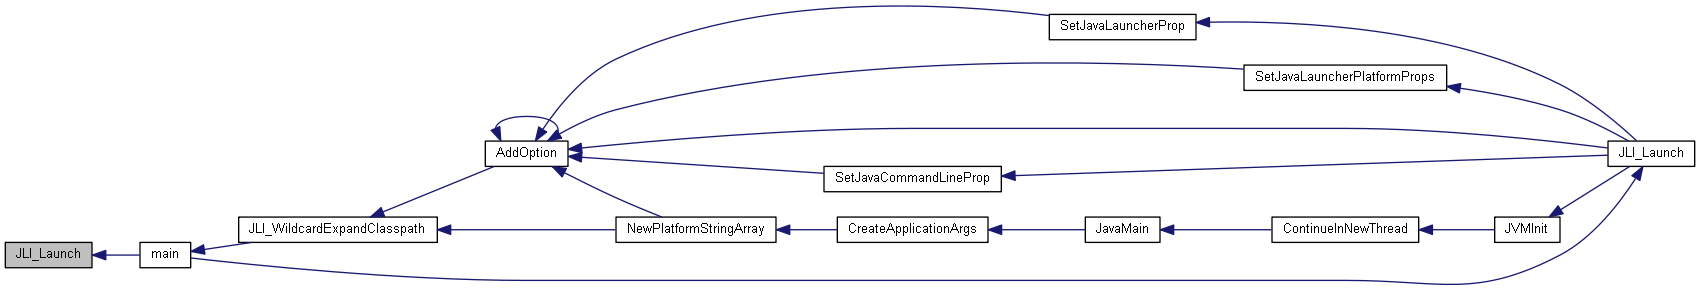 SetJavaLauncherProp
SetJavaLauncherPlatformProps
AddOption
JLI_Launch
SetJavaCommandLineProp
JLI_WildcardExpandClasspath
NewPlatformStringArray
CreateApplicationArgs
JavaMain
ContinueInNewThread
JVMInit
JLI_Launch
main